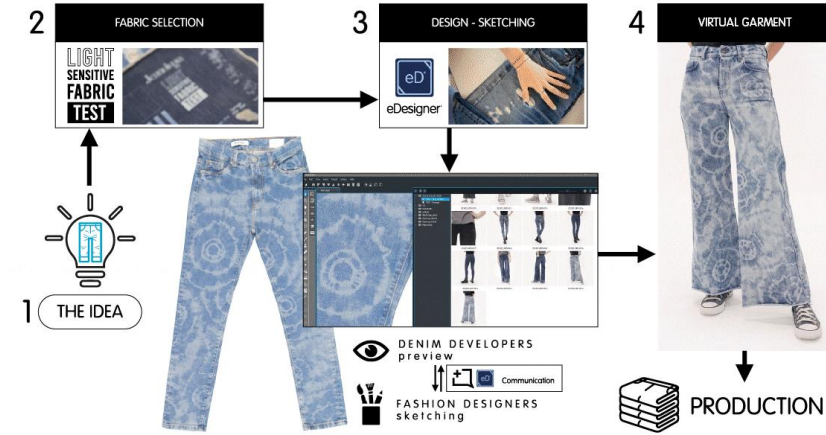 2
FABRIC SELECTION
3
DESIGN - SKETCHING
4
VIRTUAL GARMENT
LIGHT
SENSITIVE
FABRIC
TEST
eD
eDesigner
1
THE IDEA
DENIM DEVELOPERS
preview
eD
Communication
FASHION DESIGNERS
sketching
PRODUCTION